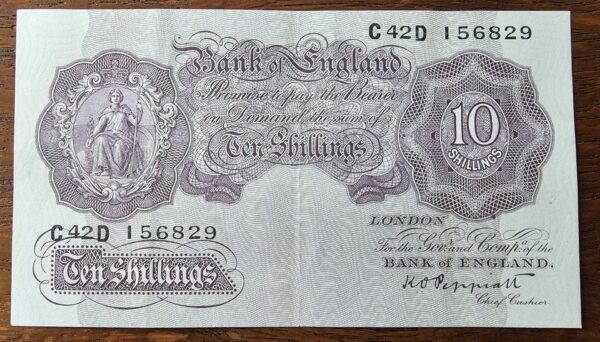 C42D 156829
Bank of England
Promise to pay the Bearer
on Demand the sum of
Ten Shillings
10
SHILLINGS
C42D 156829
Ten Shillings
LONDON
For the Govr. and Compa. of the
BANK of ENGLAND.
K O Peppiatt
Chief Cashier.